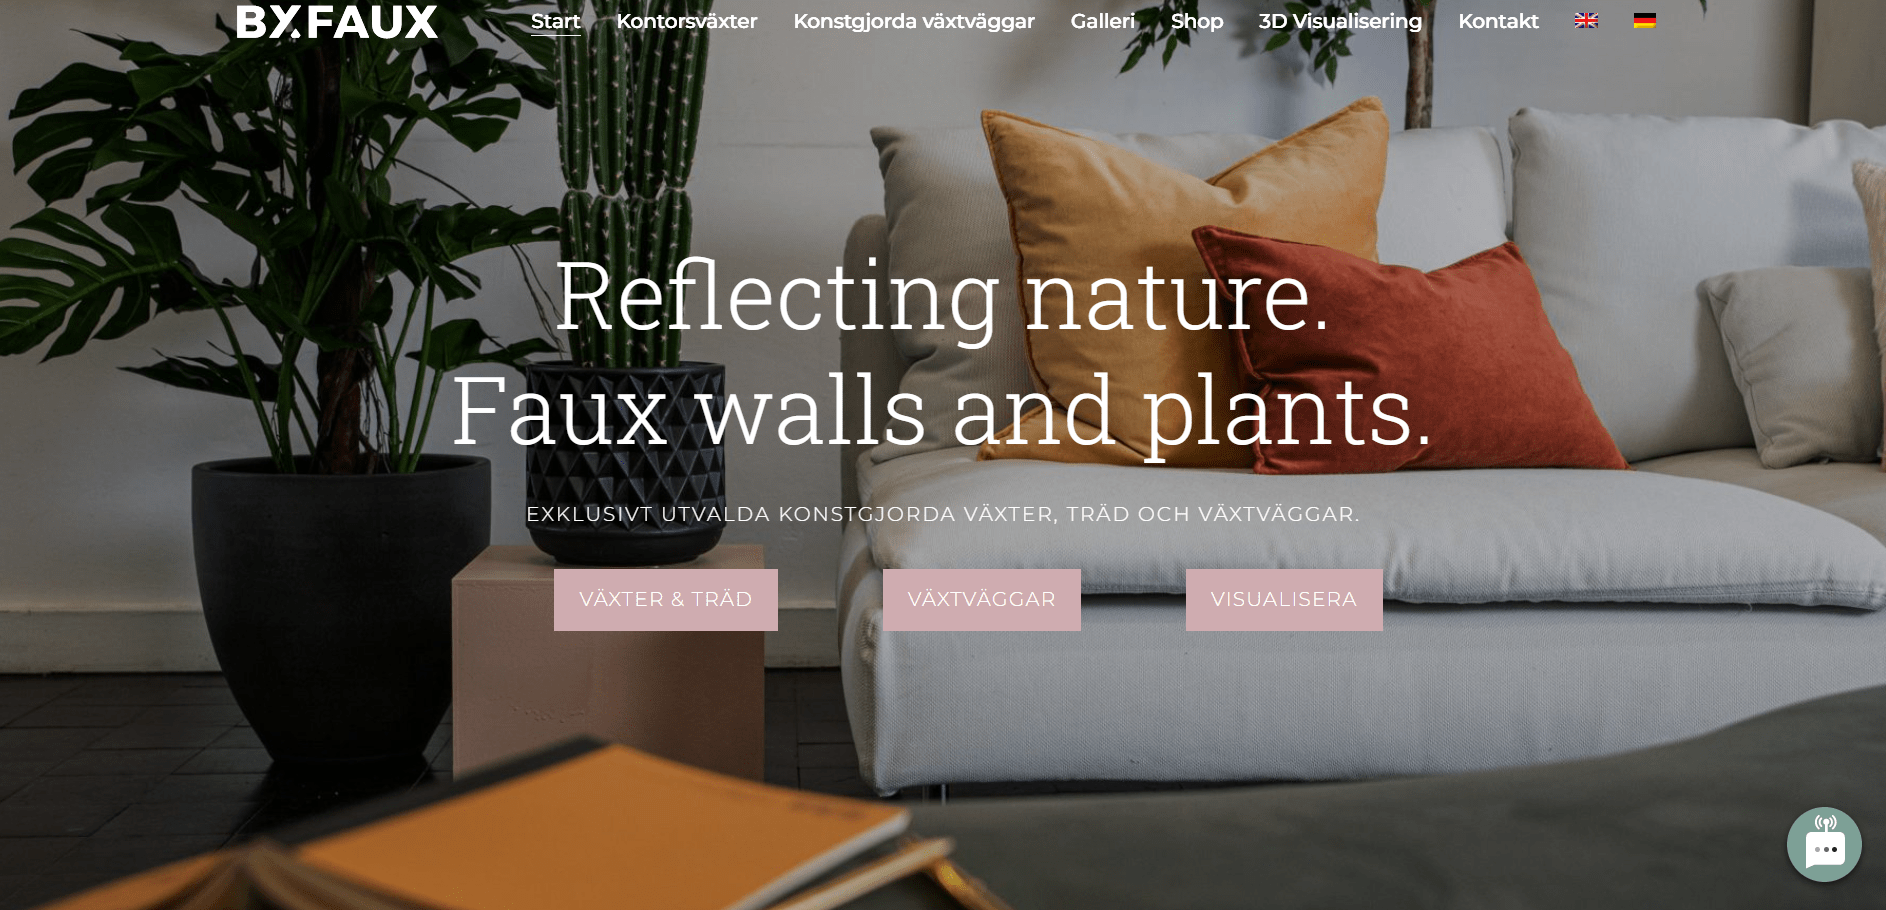 BY.FAUX
Start Kontorsväxter Konstgjorda växtväggar Galleri Shop 3D Visualisering Kontakt
Reflecting nature.
Faux walls and plants.
EXKLUSIVT UTVALDA KONSTGJORDA VÄXTER, TRÄD OCH VÄXTVÄGGAR.
VÄXTER & TRÄD VÄXTVÄGGAR VISUALISERA